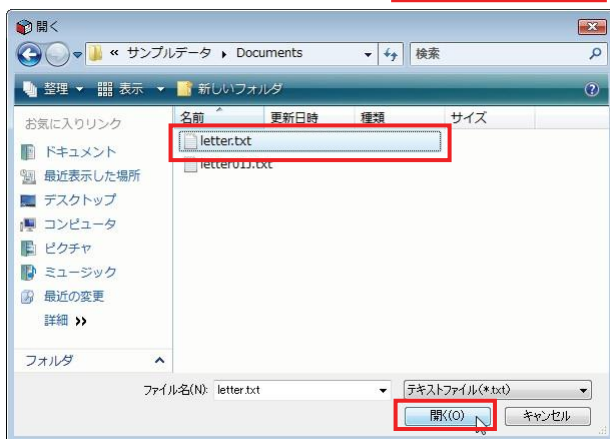 開く
« サンプルデータ ▸ Documents
検索
整理 ▼ 表示 ▼ 新しいフォルダ
お気に入りリンク
ドキュメント
最近表示した場所
デスクトップ
コンピュータ
ピクチャ
ミュージック
最近の変更
詳細 »
フォルダ
名前 更新日時 種類 サイズ
letter.txt
letter01J.txt
ファイル名(N): letter.txt
テキストファイル(*.txt)
開く(O) キャンセル